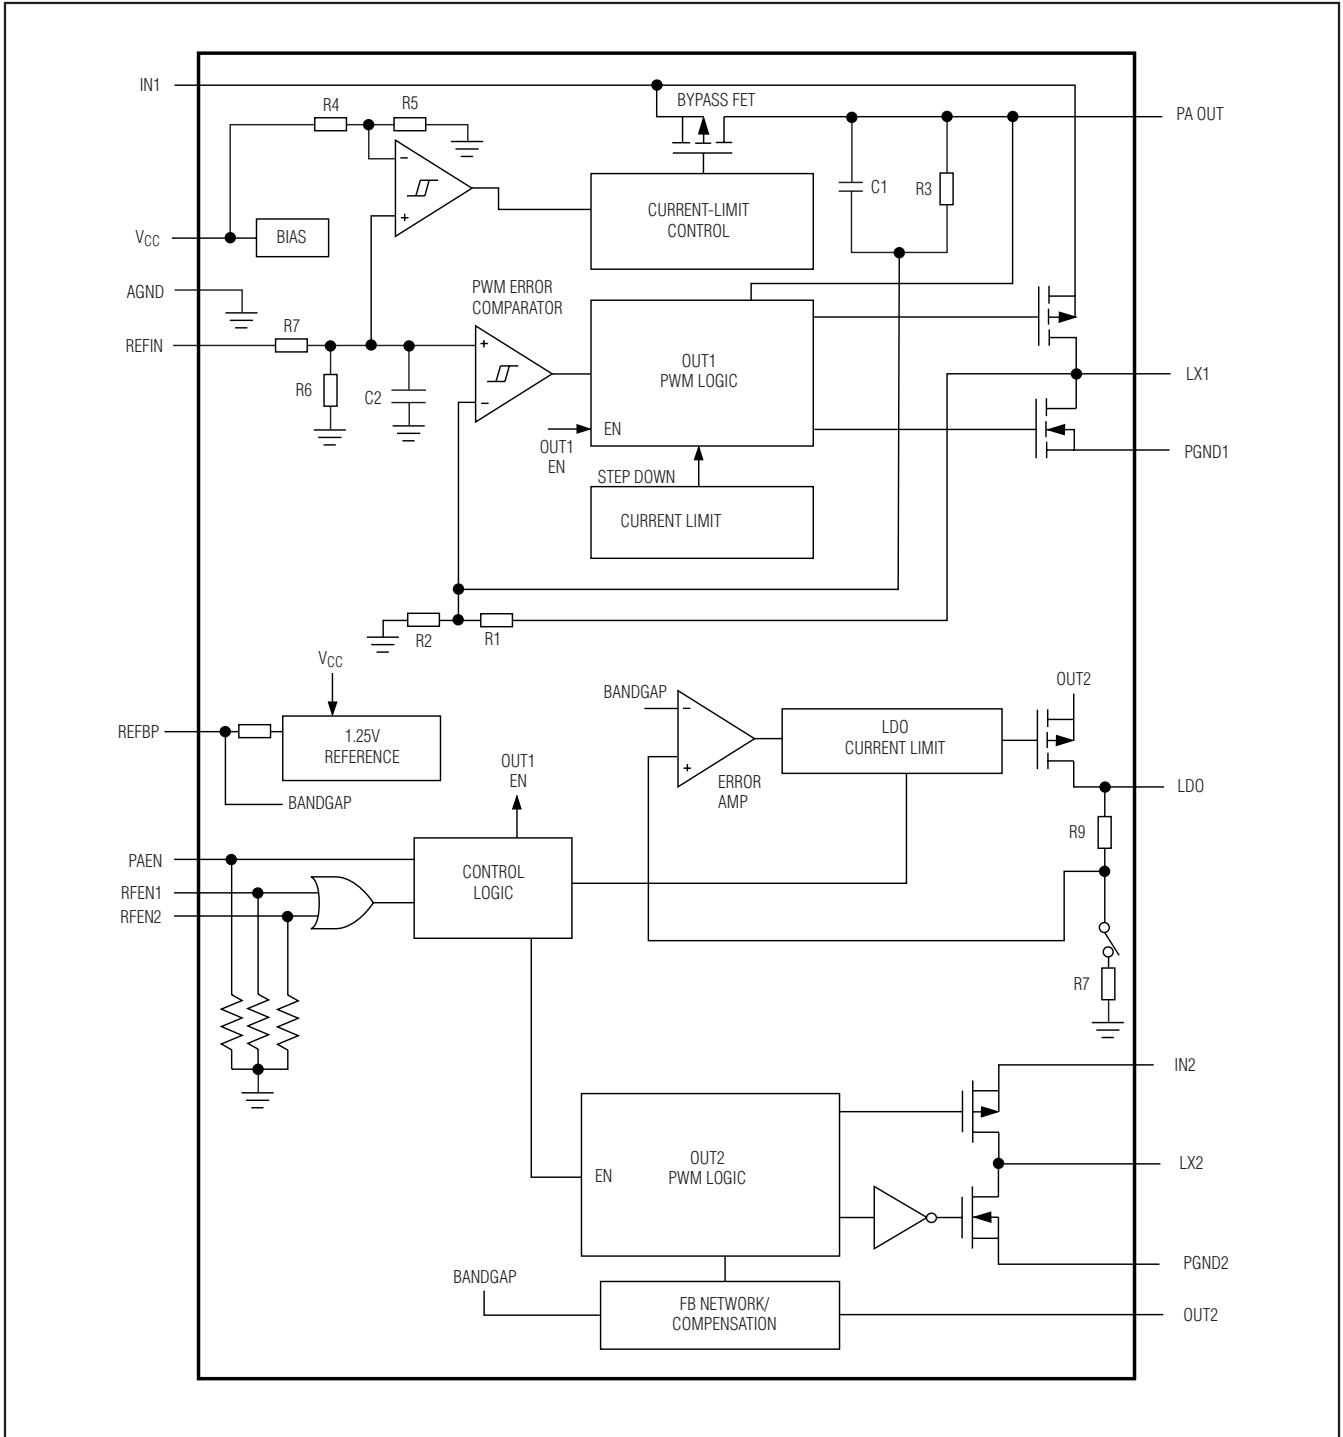 IN1
R4
R5
BYPASS FET
PA OUT
−
+
CURRENT-LIMIT
CONTROL
C1
R3
VCC
BIAS
AGND
PWM ERROR
COMPARATOR
REFIN
R7
+
−
R6
C2
OUT1
PWM LOGIC
EN
OUT1
EN
LX1
PGND1
STEP DOWN
CURRENT LIMIT
R2
R1
VCC
REFBP
1.25V
REFERENCE
BANDGAP
BANDGAP
−
+
ERROR
AMP
LDO
CURRENT LIMIT
OUT2
LDO
R9
R7
OUT1
EN
PAEN
RFEN1
RFEN2
CONTROL
LOGIC
IN2
OUT2
PWM LOGIC
EN
LX2
PGND2
BANDGAP
FB NETWORK/
COMPENSATION
OUT2